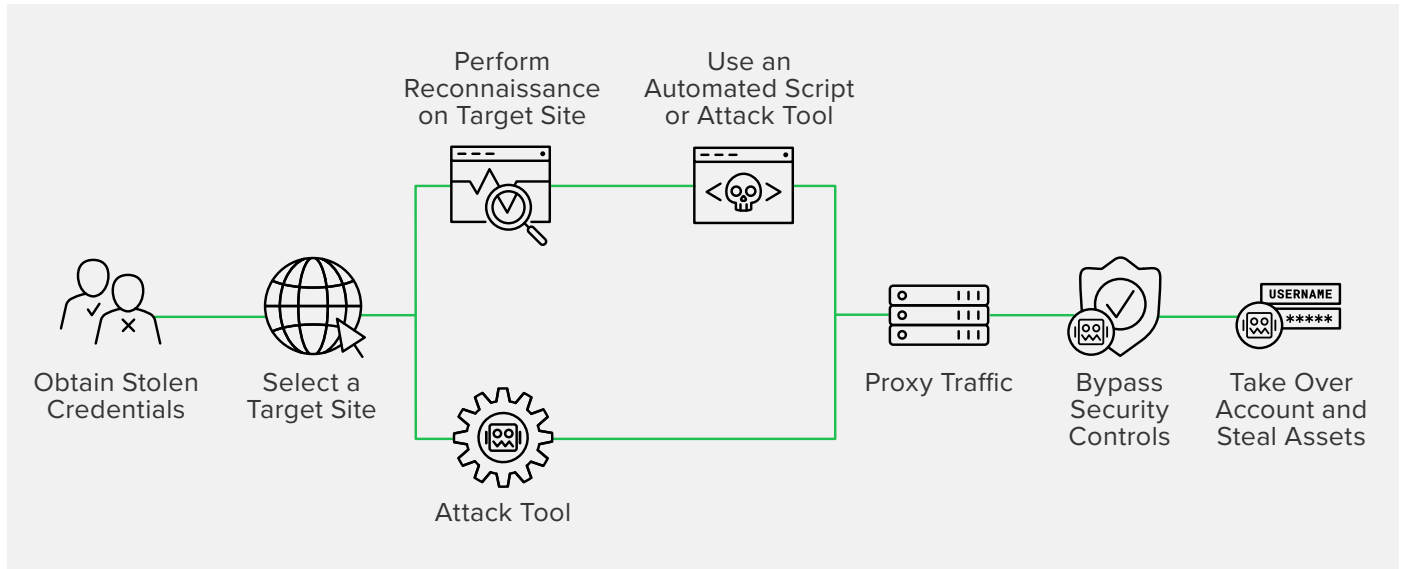 Perform
Reconnaissance
on Target Site
Use an
Automated Script
or Attack Tool
Obtain Stolen
Credentials
Select a
Target Site
Attack Tool
Proxy Traffic
Bypass
Security
Controls
USERNAME
*****
Take Over
Account and
Steal Assets